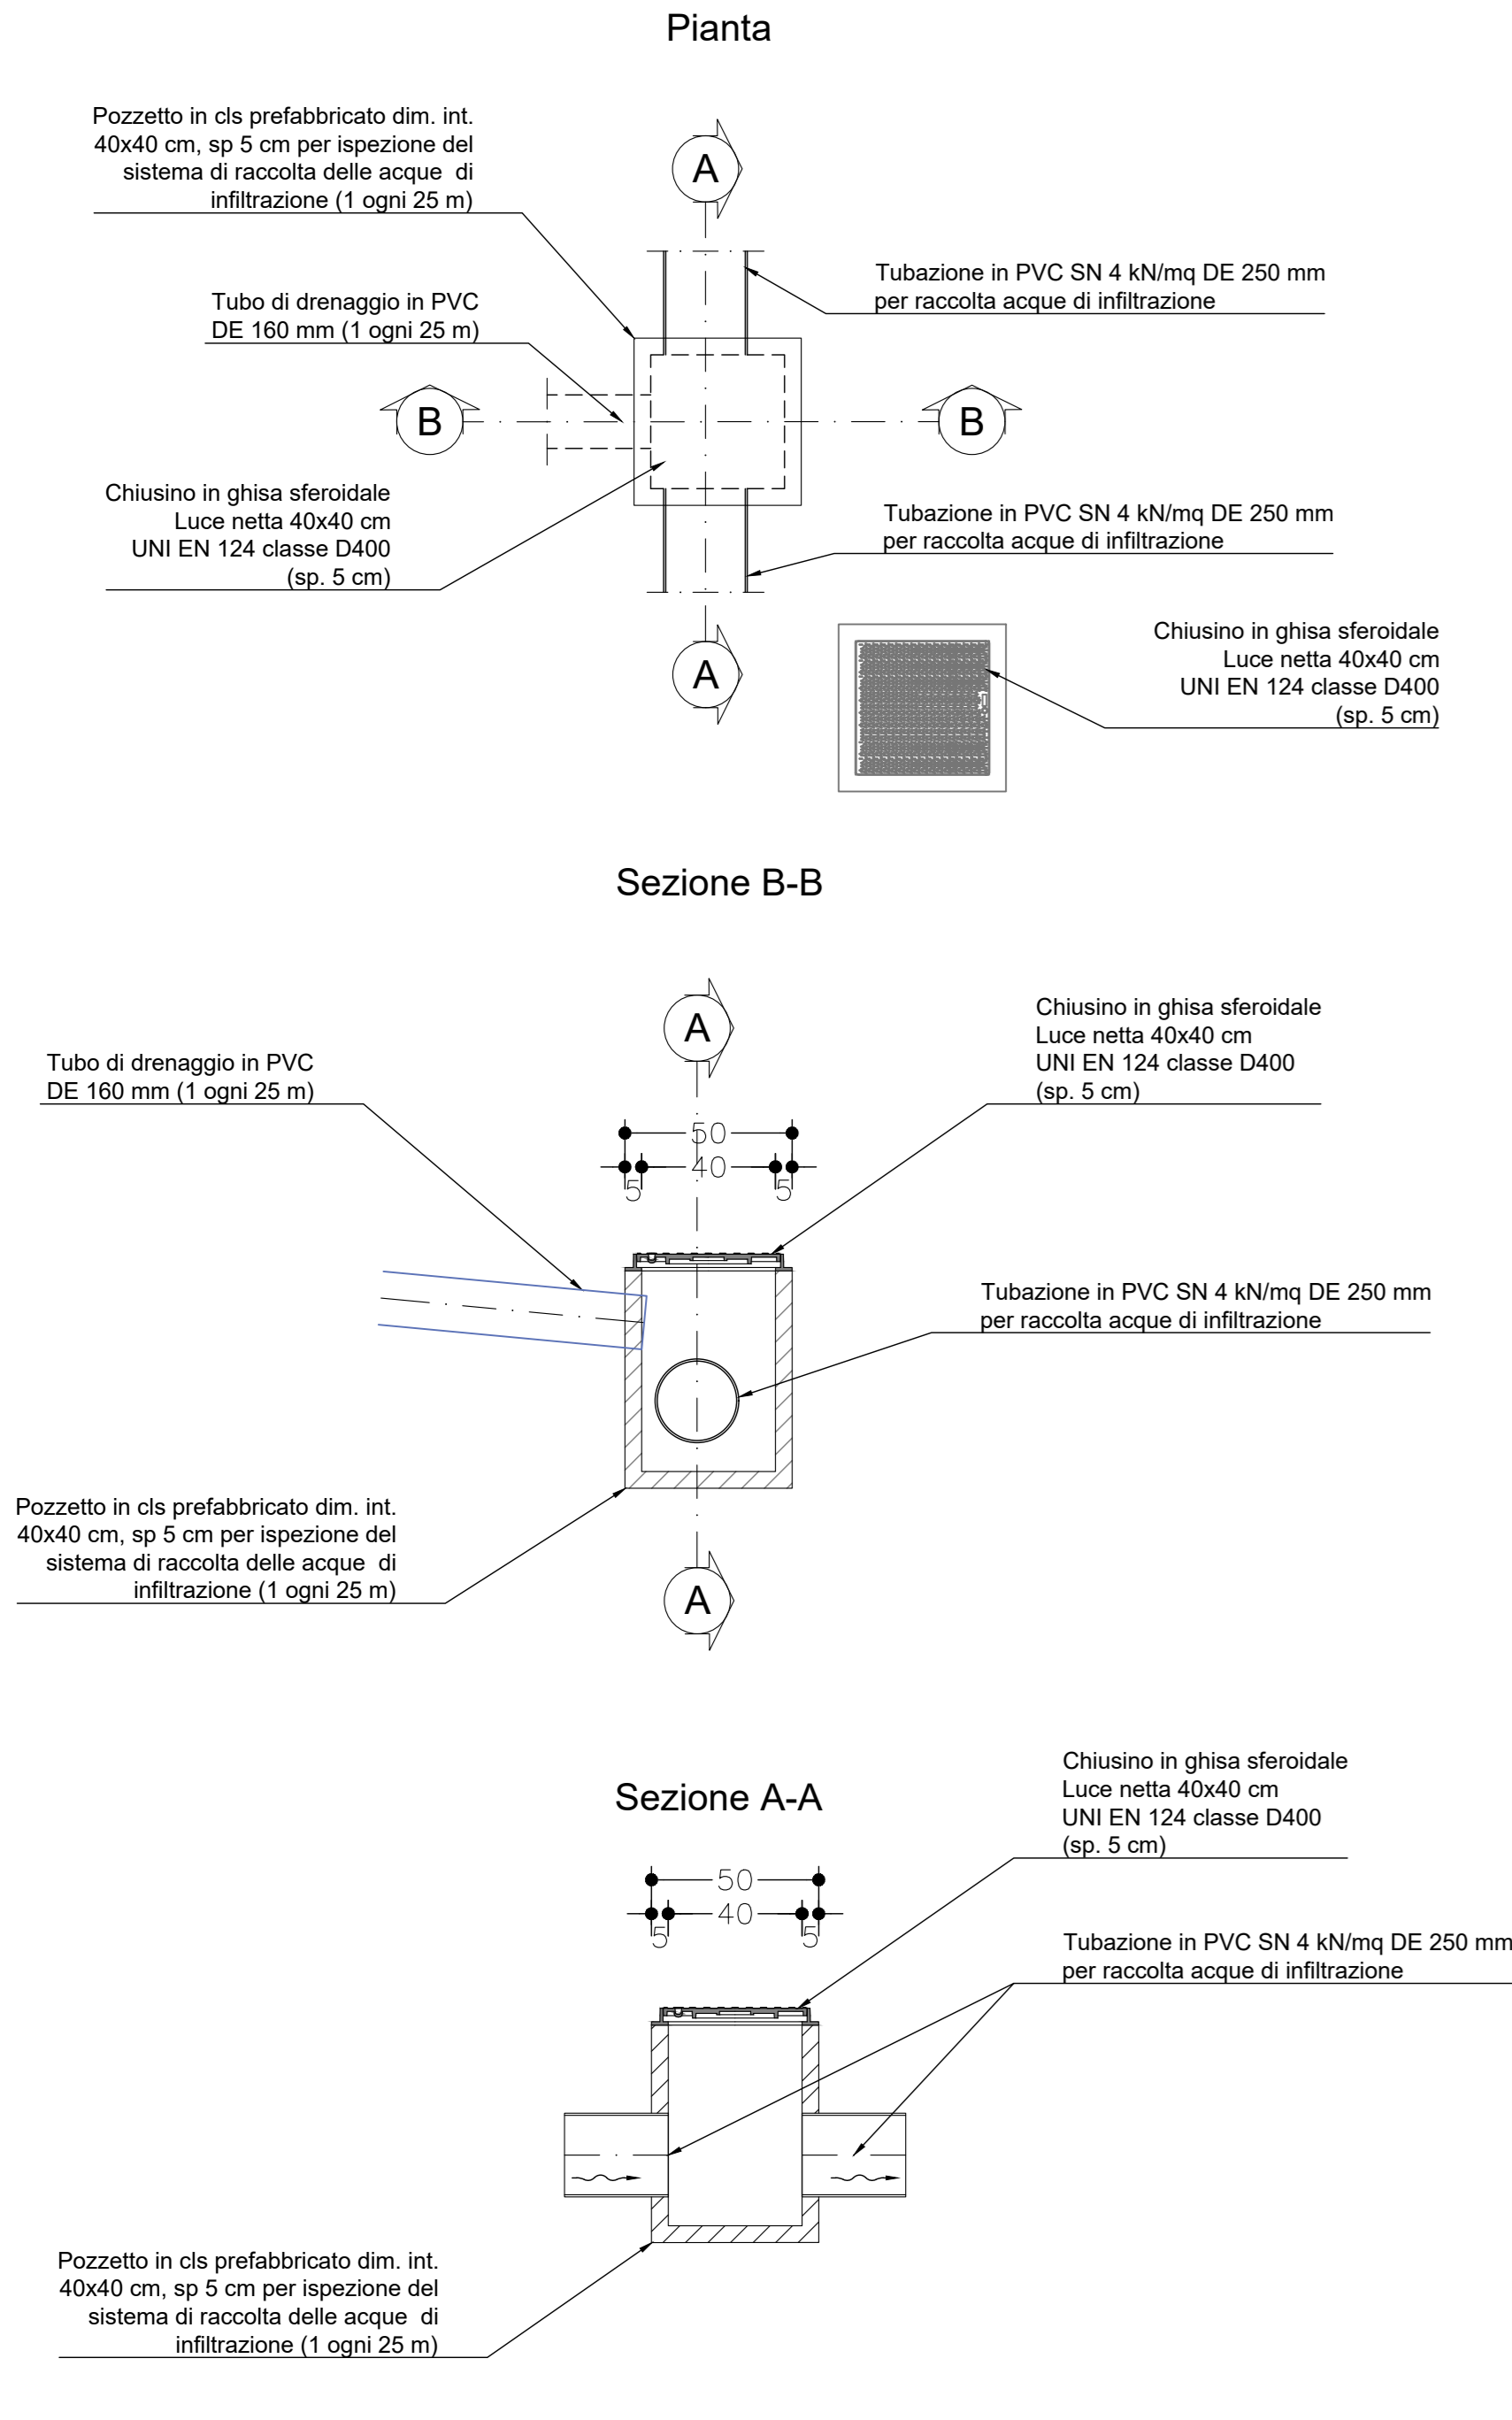 Pianta
Pozzetto in cls prefabbricato dim. int.
40x40 cm, sp 5 cm per ispezione del
sistema di raccolta delle acque  di
infiltrazione (1 ogni 25 m)
A
Tubazione in PVC SN 4 kN/mq DE 250 mm
per raccolta acque di infiltrazione
Tubo di drenaggio in PVC
DE 160 mm (1 ogni 25 m)
B
B
Chiusino in ghisa sferoidale
Luce netta 40x40 cm
UNI EN 124 classe D400
(sp. 5 cm)
Tubazione in PVC SN 4 kN/mq DE 250 mm
per raccolta acque di infiltrazione
A
Chiusino in ghisa sferoidale
Luce netta 40x40 cm
UNI EN 124 classe D400
(sp. 5 cm)
Sezione B-B
A
Chiusino in ghisa sferoidale
Luce netta 40x40 cm
UNI EN 124 classe D400
(sp. 5 cm)
Tubo di drenaggio in PVC
DE 160 mm (1 ogni 25 m)
50
40
5
5
Tubazione in PVC SN 4 kN/mq DE 250 mm
per raccolta acque di infiltrazione
Pozzetto in cls prefabbricato dim. int.
40x40 cm, sp 5 cm per ispezione del
sistema di raccolta delle acque  di
infiltrazione (1 ogni 25 m)
A
Sezione A-A
Chiusino in ghisa sferoidale
Luce netta 40x40 cm
UNI EN 124 classe D400
(sp. 5 cm)
50
40
5
5
Tubazione in PVC SN 4 kN/mq DE 250 mm
per raccolta acque di infiltrazione
Pozzetto in cls prefabbricato dim. int.
40x40 cm, sp 5 cm per ispezione del
sistema di raccolta delle acque  di
infiltrazione (1 ogni 25 m)